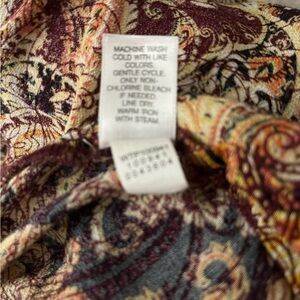 MACHINE WASH
COLD WITH LIKE
COLORS.
GENTLE CYCLE.
ONLY NON-
CHLORINE BLEACH
IF NEEDED.
LINE DRY.
WARM IRON
WITH STEAM.